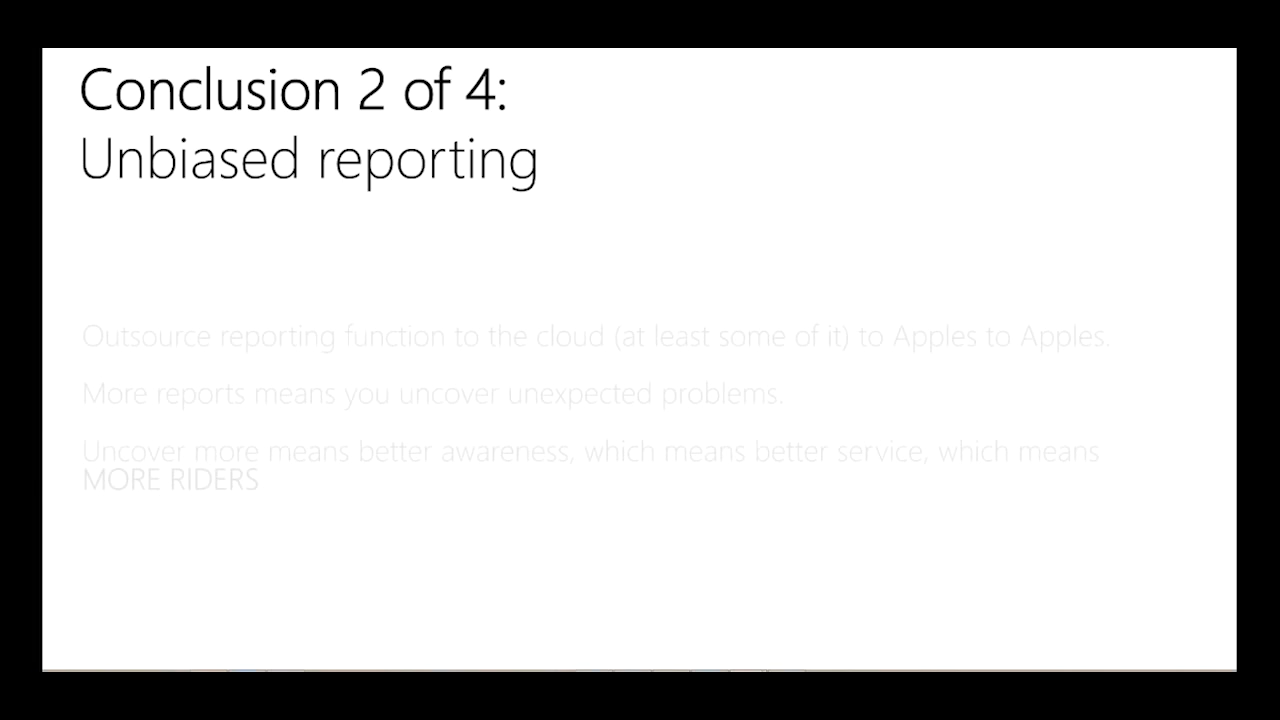 Conclusion 2 of 4:
Unbiased reporting
Outsource reporting function to the cloud (at least some of it) to Apples to Apples.
More reports means you uncover unexpected problems.
Uncover more means better awareness, which means better service, which means
MORE RIDERS